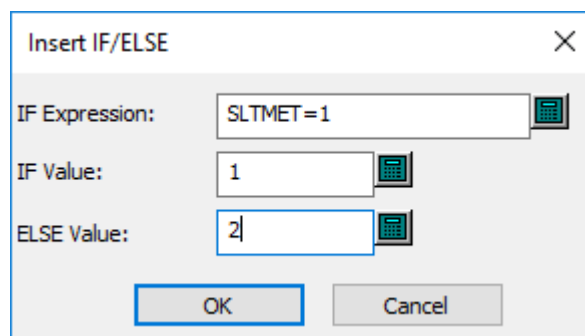 Insert IF/ELSE
IF Expression: SLTMET=1
IF Value: 1
ELSE Value: 2
OK Cancel